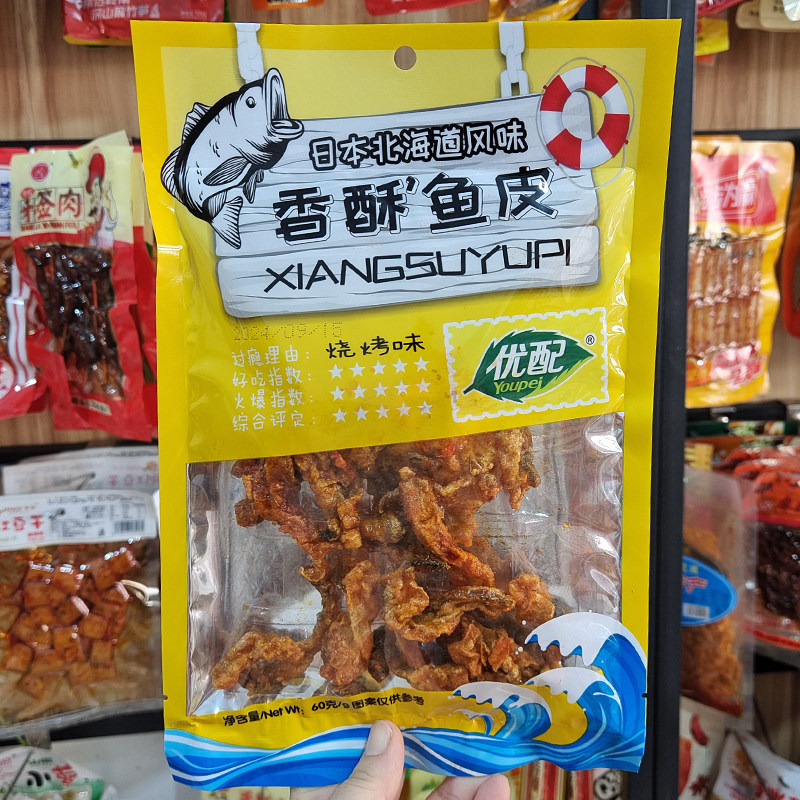 日本北海道风味
香酥鱼皮
XIANGSUYUPI
2024/09/16
过瘾理由：烧烤味
好吃指数：★★★★★
火爆指数：★★★★★
综合评定：★★★★★
优配®
Youpei
净含量/Net Wt：60克/g 图案仅供参考